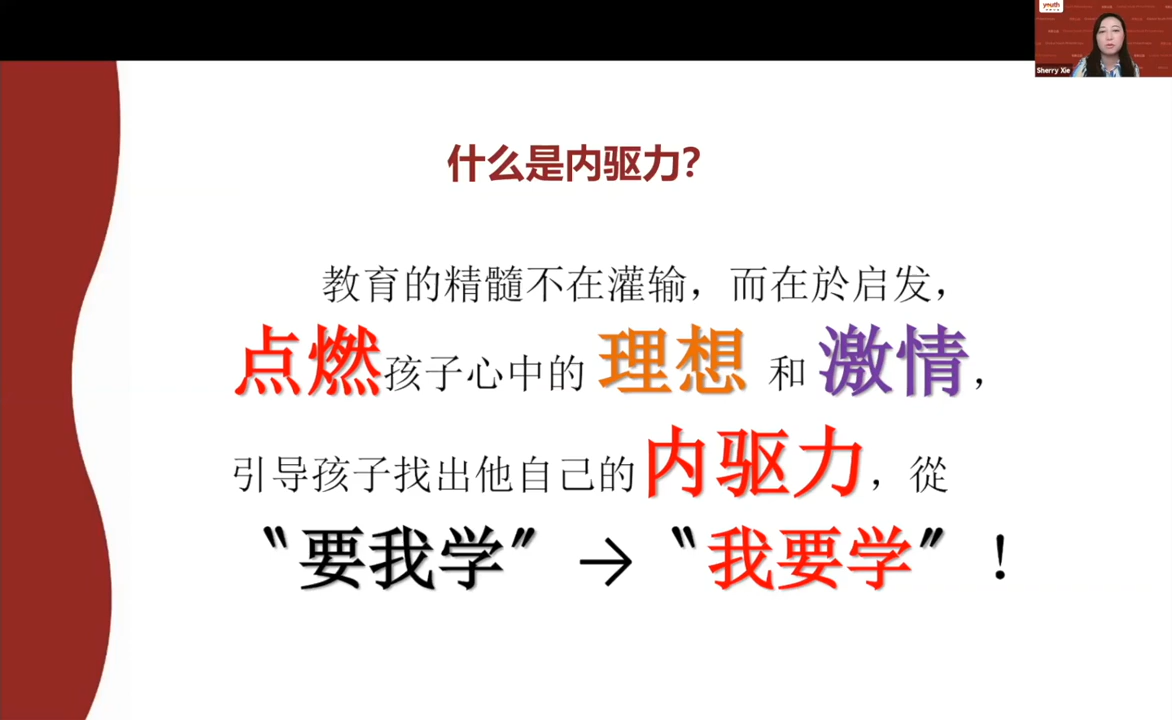 youth
Sherry Xie
什么是内驱力?
教育的精髓不在灌输，而在於启发，
点燃孩子心中的 理想 和 激情，
引导孩子找出他自己的内驱力，從
“要我学”→“我要学”！